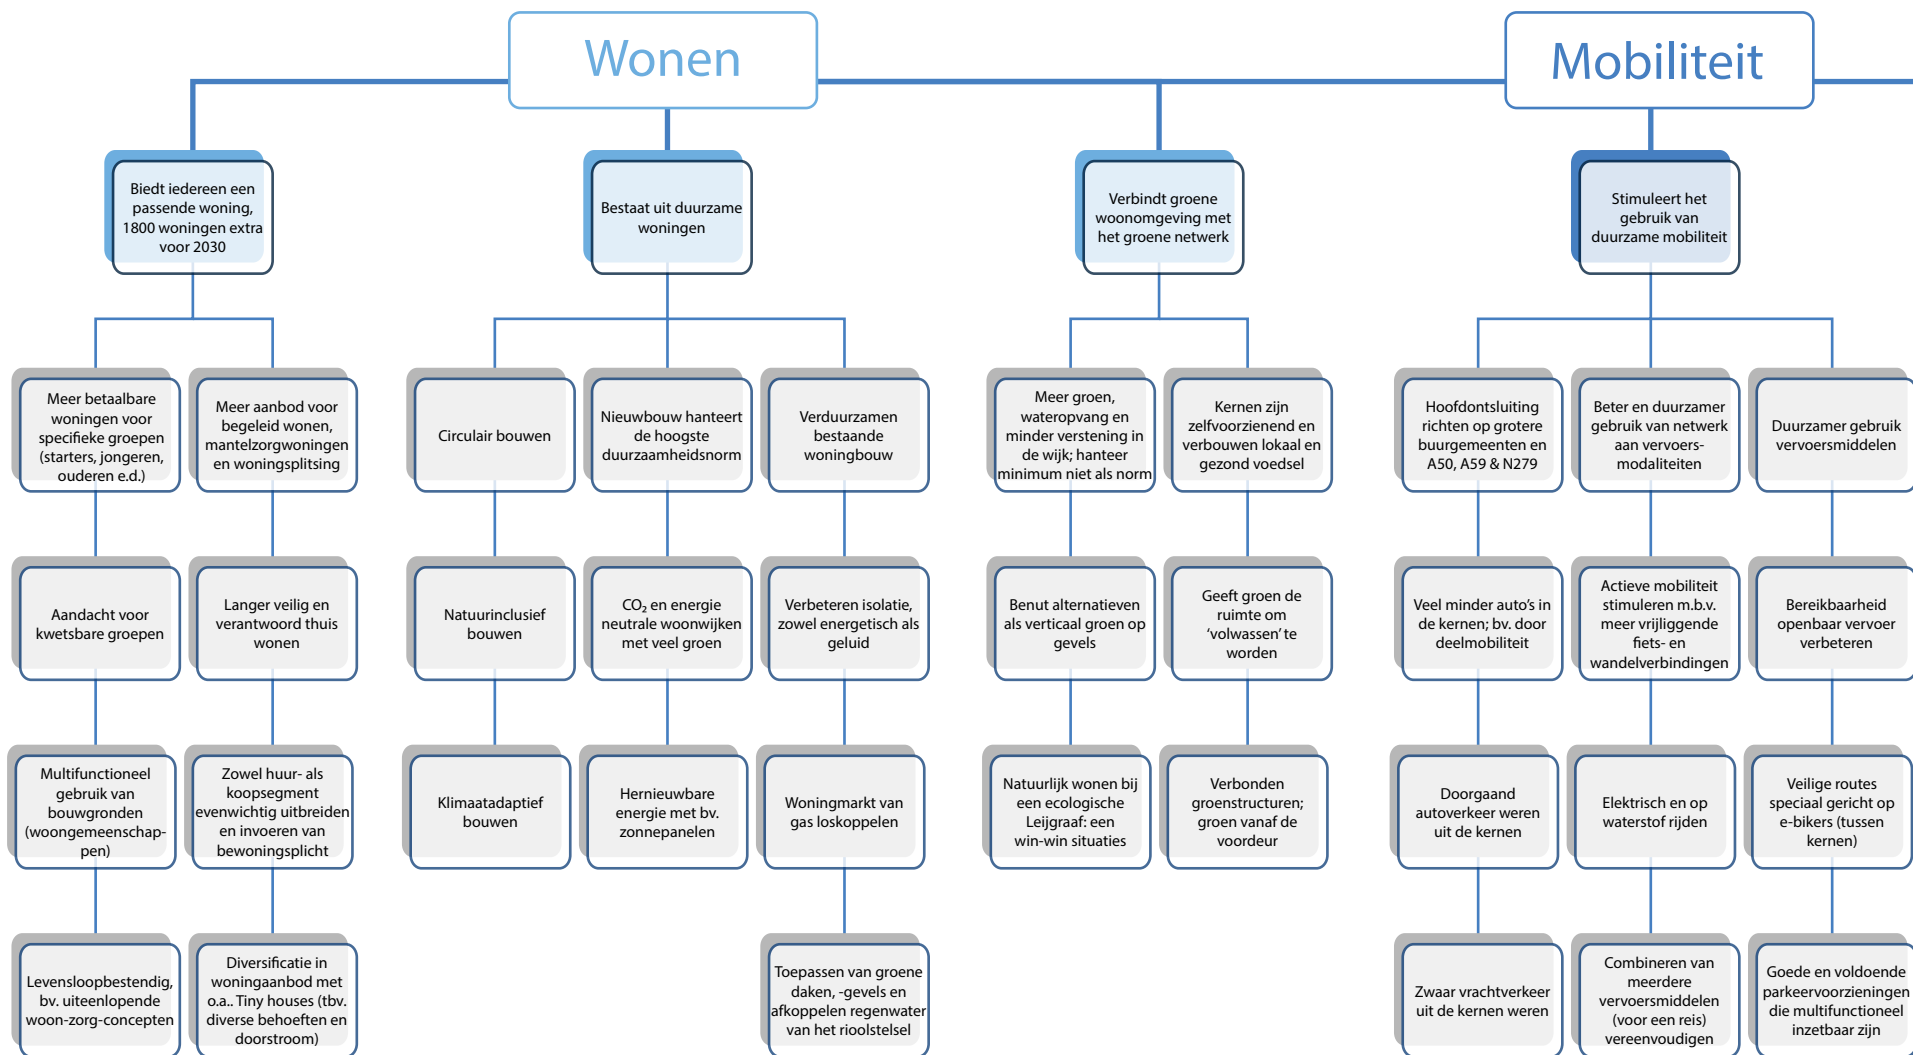 Wonen
Mobiliteit
Biedt iedereen een
passende woning,
1800 woningen extra
voor 2030
Bestaat uit duurzame
woningen
Verbindt groene
woonomgeving met
het groene netwerk
Stimuleert het
gebruik van
duurzame mobiliteit
Meer betaalbare
woningen voor
specifieke groepen
(starters, jongeren,
ouderen e.d.)
Meer aanbod voor
begeleid wonen,
mantelzorgwoningen
en woningsplitsing
Circulair bouwen
Nieuwbouw hanteert
de hoogste
duurzaamheidsnorm
Verduurzamen
bestaande
woningbouw
Meer groen,
wateropvang en
minder verstening in
de wijk; hanteer
minimum niet als norm
Kernen zijn
zelfvoorzienend en
verbouwen lokaal en
gezond voedsel
Hoofdontsluiting
richten op grotere
buurgemeenten en
A50, A59 & N279
Beter en duurzamer
gebruik van netwerk
aan vervoers-
modaliteiten
Duurzamer gebruik
vervoersmiddelen
Aandacht voor
kwetsbare groepen
Langer veilig en
verantwoord thuis
wonen
Natuurinclusief
bouwen
CO₂ en energie
neutrale woonwijken
met veel groen
Verbeteren isolatie,
zowel energetisch als
geluid
Benut alternatieven
als verticaal groen op
gevels
Geeft groen de
ruimte om
‘volwassen’ te
worden
Veel minder auto’s in
de kernen; bv. door
deelmobiliteit
Actieve mobiliteit
stimuleren m.b.v.
meer vrijliggende
fiets- en
wandelverbindingen
Bereikbaarheid
openbaar vervoer
verbeteren
Multifunctioneel
gebruik van
bouwgronden
(woongemeenschap-
pen)
Zowel huur- als
koopsegment
evenwichtig uitbreiden
en invoeren van
bewoningsplicht
Klimaatadaptief
bouwen
Hernieuwbare
energie met bv.
zonnepanelen
Woningmarkt van
gas loskoppelen
Natuurlijk wonen bij
een ecologische
Leijgraaf: een
win-win situaties
Verbonden
groenstructuren;
groen vanaf de
voordeur
Doorgaand
autoverkeer weren
uit de kernen
Elektrisch en op
waterstof rijden
Veilige routes
speciaal gericht op
e-bikers (tussen
kernen)
Levensloopbestendig,
bv. uiteenlopende
woon-zorg-concepten
Diversificatie in
woningaanbod met
o.a.. Tiny houses (tbv.
diverse behoeften en
doorstroom)
Toepassen van groene
daken, -gevels en
afkoppelen regenwater
van het rioolstelsel
Zwaar vrachtverkeer
uit de kernen weren
Combineren van
meerdere
vervoersmiddelen
(voor een reis)
vereenvoudigen
Goede en voldoende
parkeervoorzieningen
die multifunctioneel
inzetbaar zijn